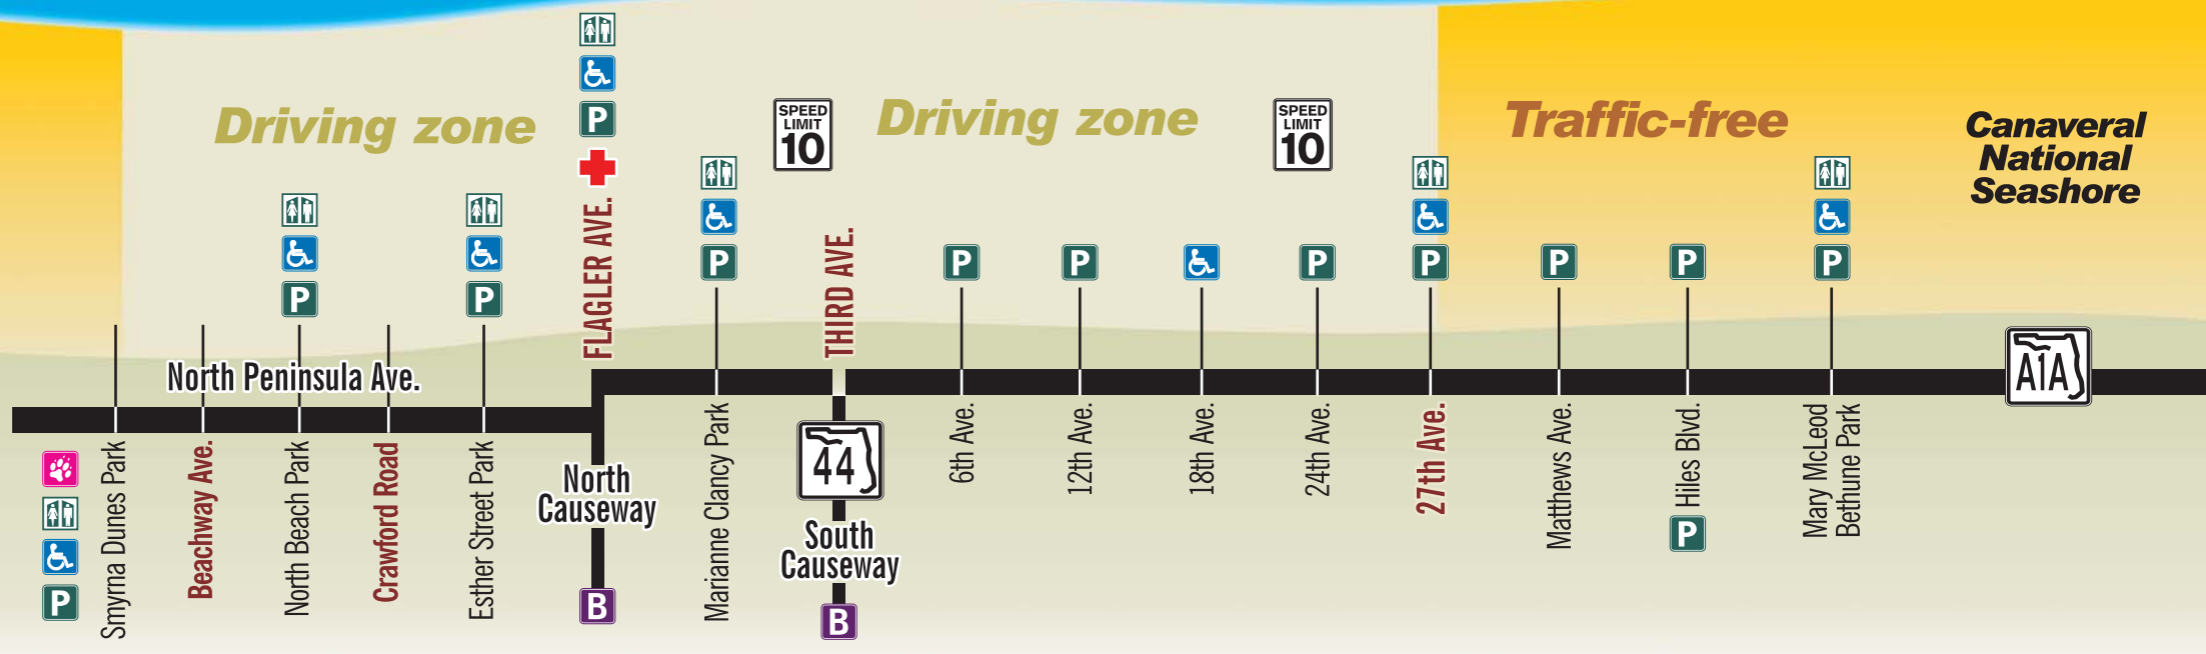 Driving zone
Driving zone
Traffic-free
Canaveral
National
Seashore
SPEED
LIMIT
10
SPEED
LIMIT
10
P
P
P
P
P
P
P
P
P
P
P
FLAGLER AVE.
THIRD AVE.
North Peninsula Ave.
A1A
44
North
Causeway
South
Causeway
B
B
P
Smyrna Dunes Park
Beachway Ave.
North Beach Park
Crawford Road
Esther Street Park
Marianne Clancy Park
6th Ave.
12th Ave.
18th Ave.
24th Ave.
27th Ave.
Matthews Ave.
Hiles Blvd.
P
Mary McLeod
Bethune Park